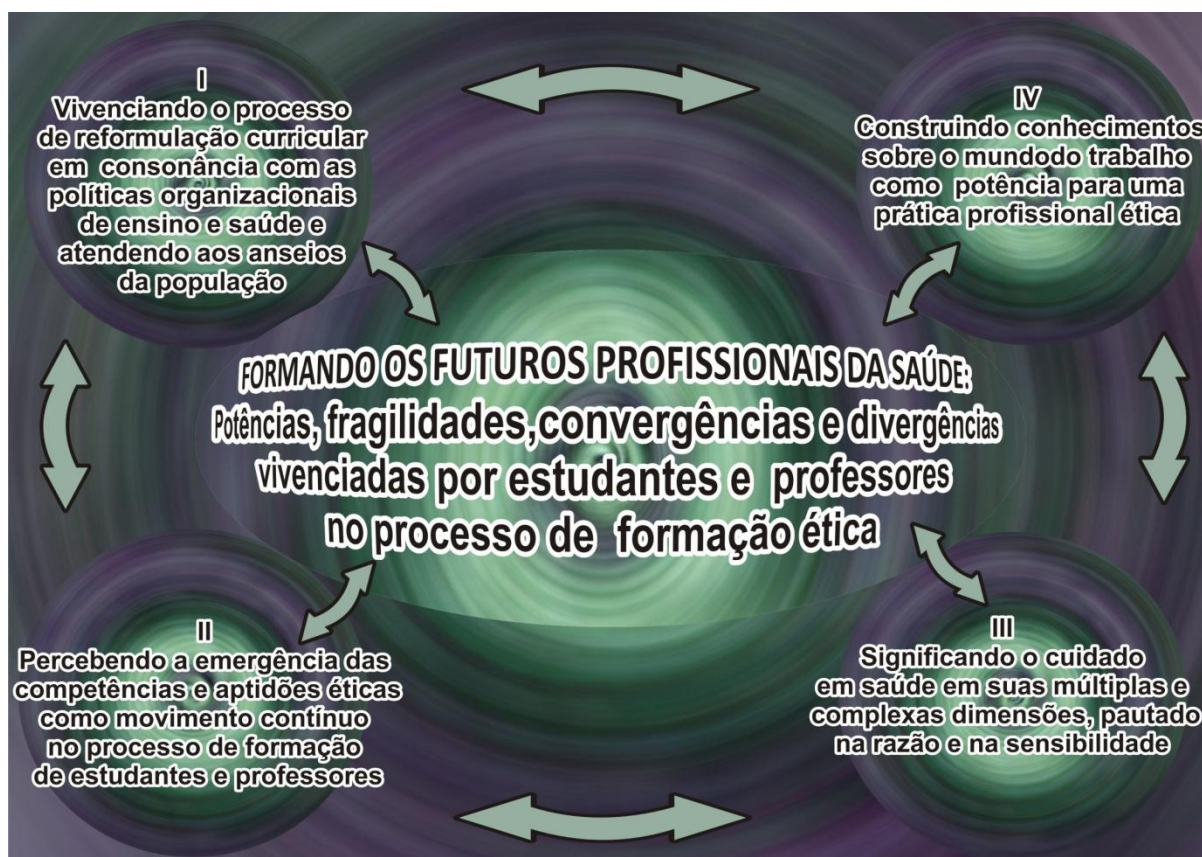 I
Vivenciando o processo
de reformulação curricular
em consonância com as
políticas organizacionais
de ensino e saúde e
atendendo aos anseios
da população
IV
Construindo conhecimentos
sobre o mundodo trabalho
como potência para uma
prática profissional ética
FORMANDO OS FUTUROS PROFISSIONAIS DA SAÚDE:
Potências, fragilidades,convergências e divergências
vivenciadas por estudantes e professores
no processo de formação ética
II
Percebendo a emergência das
competências e aptidões éticas
como movimento contínuo
no processo de formação
de estudantes e professores
III
Significando o cuidado
em saúde em suas múltiplas e
complexas dimensões, pautado
na razão e na sensibilidade